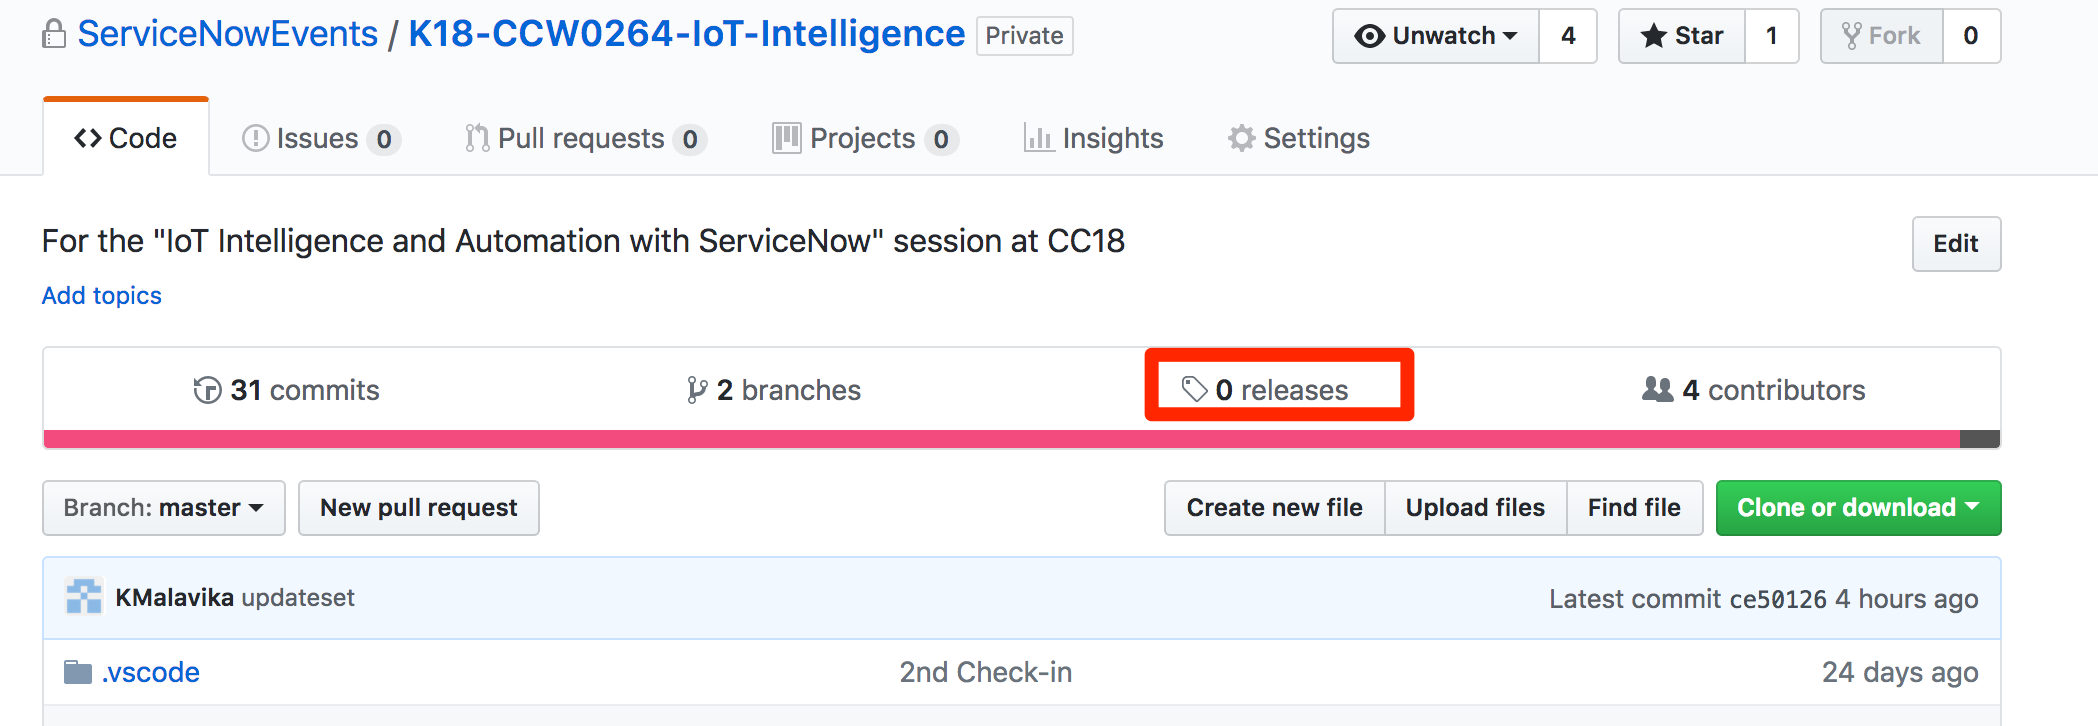 ServiceNowEvents / K18-CCW0264-IoT-Intelligence Private Unwatch 4 Star 1 Fork 0
Code Issues 0 Pull requests 0 Projects 0 Insights Settings
For the "IoT Intelligence and Automation with ServiceNow" session at CC18 Edit
Add topics
31 commits 2 branches 0 releases 4 contributors
Branch: master New pull request Create new file Upload files Find file Clone or download
KMalavika updateset Latest commit ce50126 4 hours ago
.vscode 2nd Check-in 24 days ago